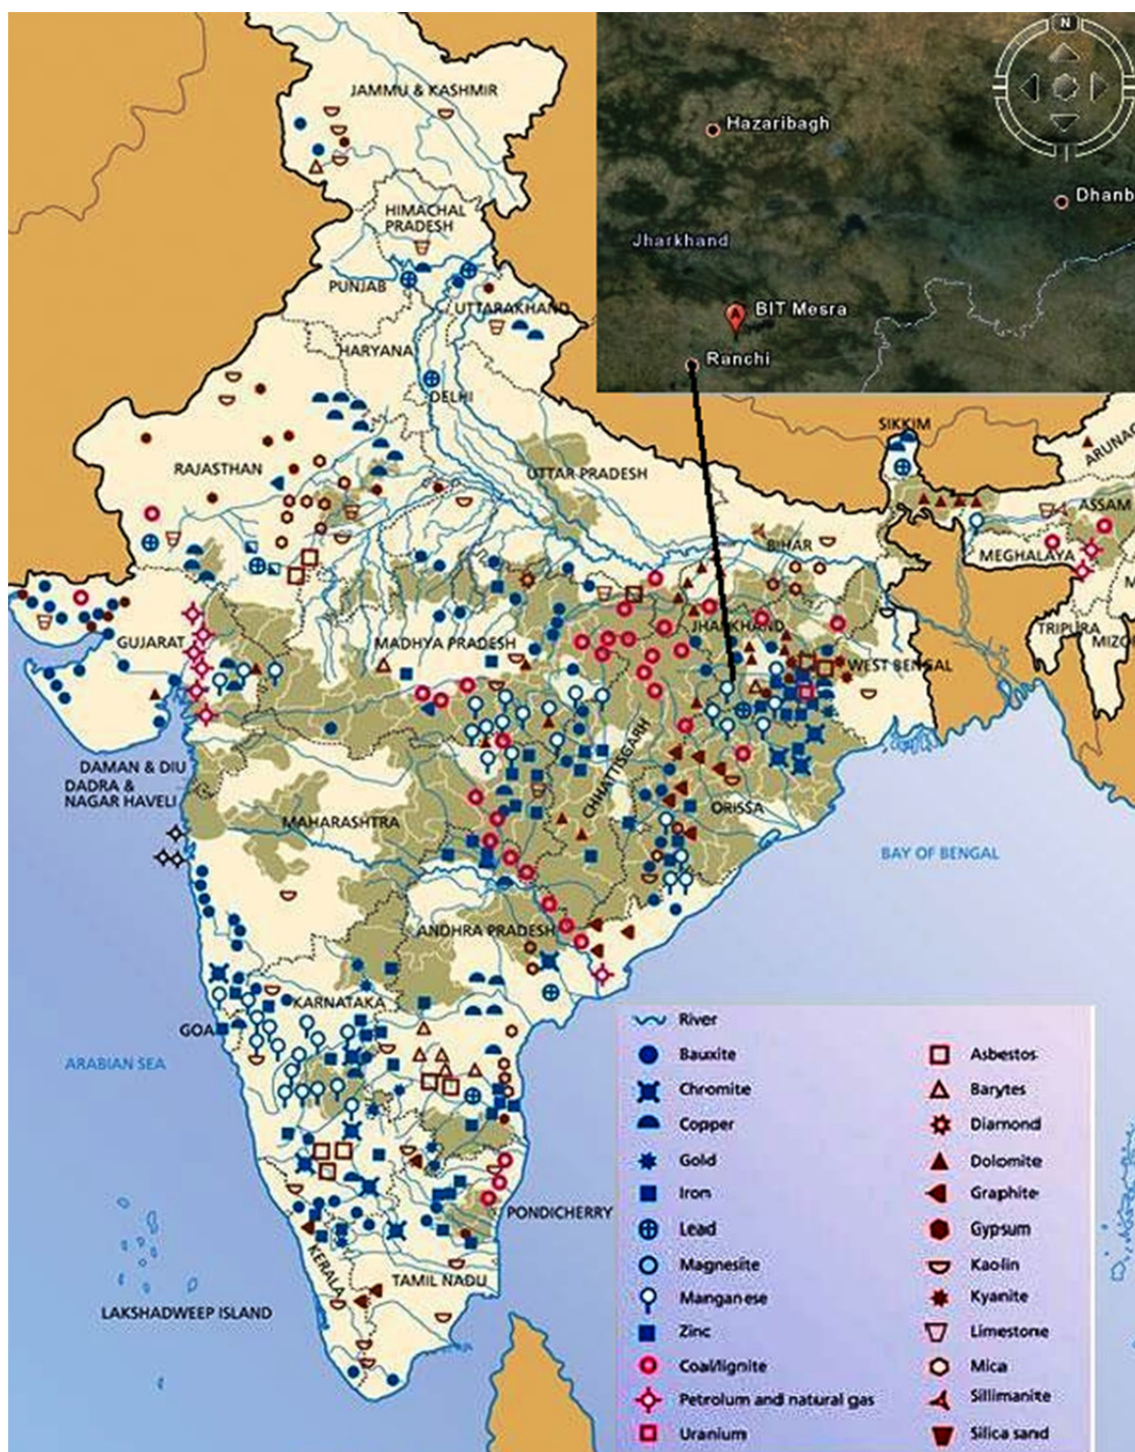 N
Hazaribagh
Dhanb
Jharkhand
BIT Mesra
A
Ranchi
JAMMU & KASHMIR
HIMACHAL
PRADESH
PUNJAB
UTTARAKHAND
HARYANA
DELHI
SIKKIM
ARUNAC
RAJASTHAN
UTTAR PRADESH
ASSAM
BIHAR
MEGHALAYA
M
GUJARAT
MADHYA PRADESH
JHARKHAND
TRIPURA
MIZO
WEST BENGAL
CHHATTISGARH
DAMAN & DIU
DADRA &
NAGAR HAVELI
ORISSA
MAHARASHTRA
BAY OF BENGAL
ANDHRA PRADESH
KARNATAKA
GOA
ARABIAN SEA
PONDICHERRY
KERALA
TAMIL NADU
LAKSHADWEEP ISLAND
River
Bauxite
Chromite
Copper
Gold
Iron
Lead
Magnesite
Manganese
Zinc
Coal/lignite
Petrolum and natural gas
Uranium
Asbestos
Barytes
Diamond
Dolomite
Graphite
Gypsum
Kaolin
Kyanite
Limestone
Mica
Sillimanite
Silica sand